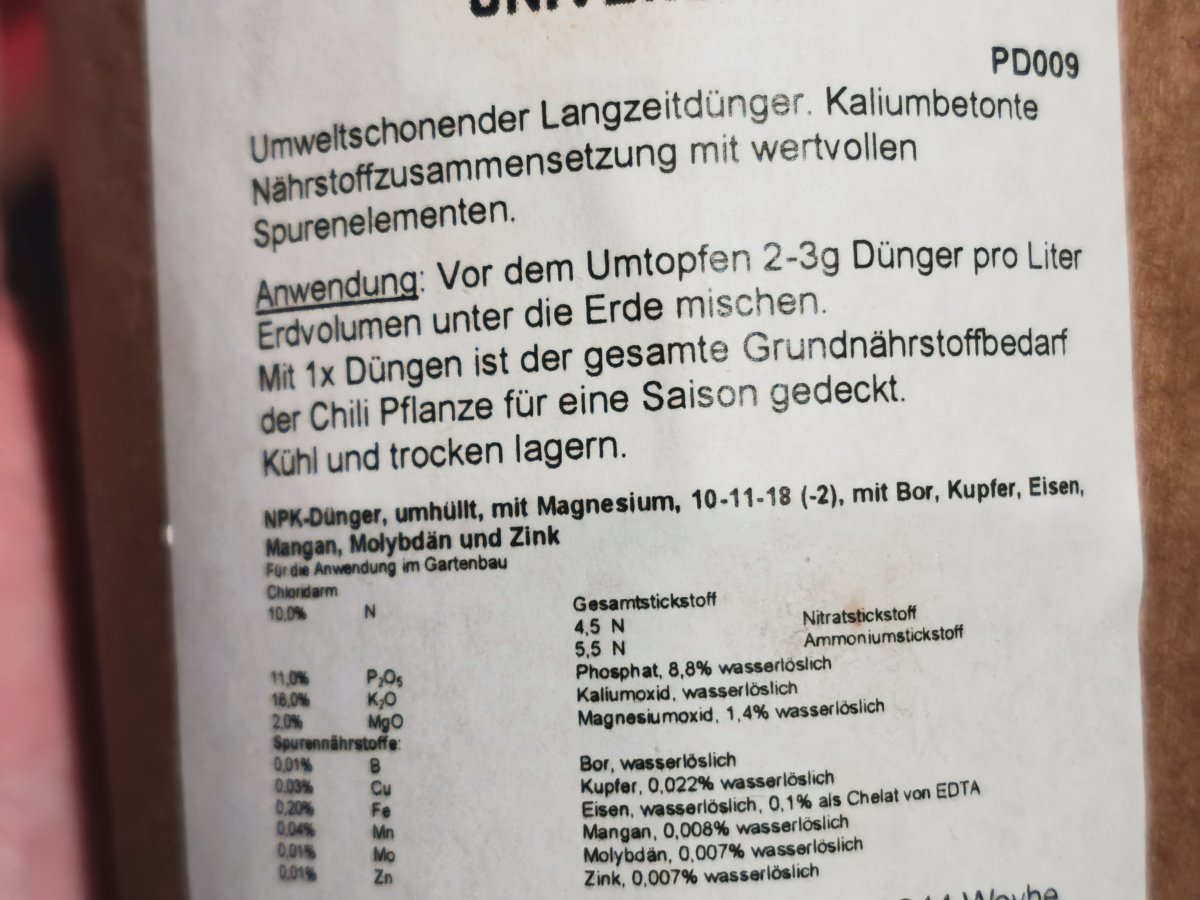 PD009
Umweltschonender Langzeitdünger. Kaliumbetonte
Nährstoffzusammensetzung mit wertvollen
Spurenelementen.
Anwendung: Vor dem Umtopfen 2-3g Dünger pro Liter
Erdvolumen unter die Erde mischen.
Mit 1x Düngen ist der gesamte Grundnährstoffbedarf
der Chili Pflanze für eine Saison gedeckt.
Kühl und trocken lagern.
NPK-Dünger, umhüllt, mit Magnesium, 10-11-18 (-2), mit Bor, Kupfer, Eisen,
Mangan, Molybdän und Zink
Für die Anwendung im Gartenbau
Chloridarm
10.0% N Gesamtstickstoff
4,5 N Nitratstickstoff
5,5 N Ammoniumstickstoff
11,0% P₂O₅ Phosphat, 8,8% wasserlöslich
18,0% K₂O Kaliumoxid, wasserlöslich
2.0% MgO Magnesiumoxid, 1,4% wasserlöslich
Spurennährstoffe:
0,01% B Bor, wasserlöslich
0,03% Cu Kupfer, 0,022% wasserlöslich
0,20% Fe Eisen, wasserlöslich, 0,1% als Chelat von EDTA
0,04% Mn Mangan, 0,008% wasserlöslich
0,01% Mo Molybdän, 0,007% wasserlöslich
0,01% Zn Zink, 0,007% wasserlöslich
Weyhe